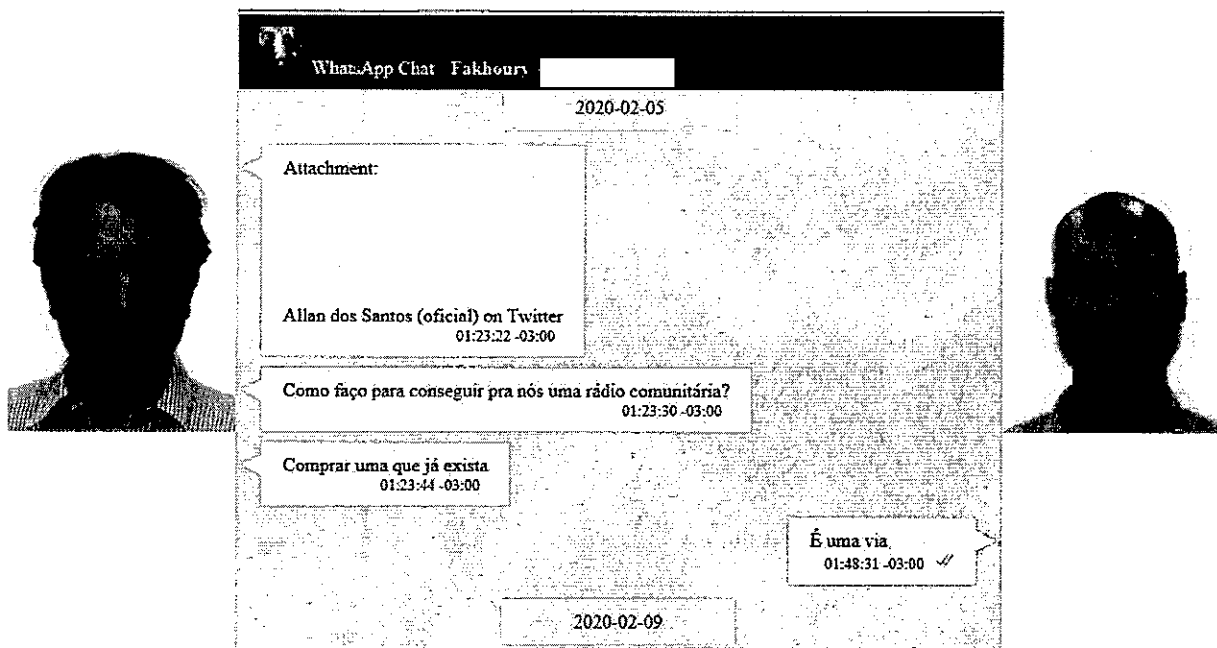 WhatsApp Chat Fakhoury
2020-02-05
Attachment:
Allan dos Santos (oficial) on Twitter
01:23:22 -03:00
Como faço para conseguir pra nós uma rádio comunitária?
01:23:30 -03:00
Comprar uma que já exista
01:23:44 -03:00
É uma via
01:48:31 -03:00
2020-02-09